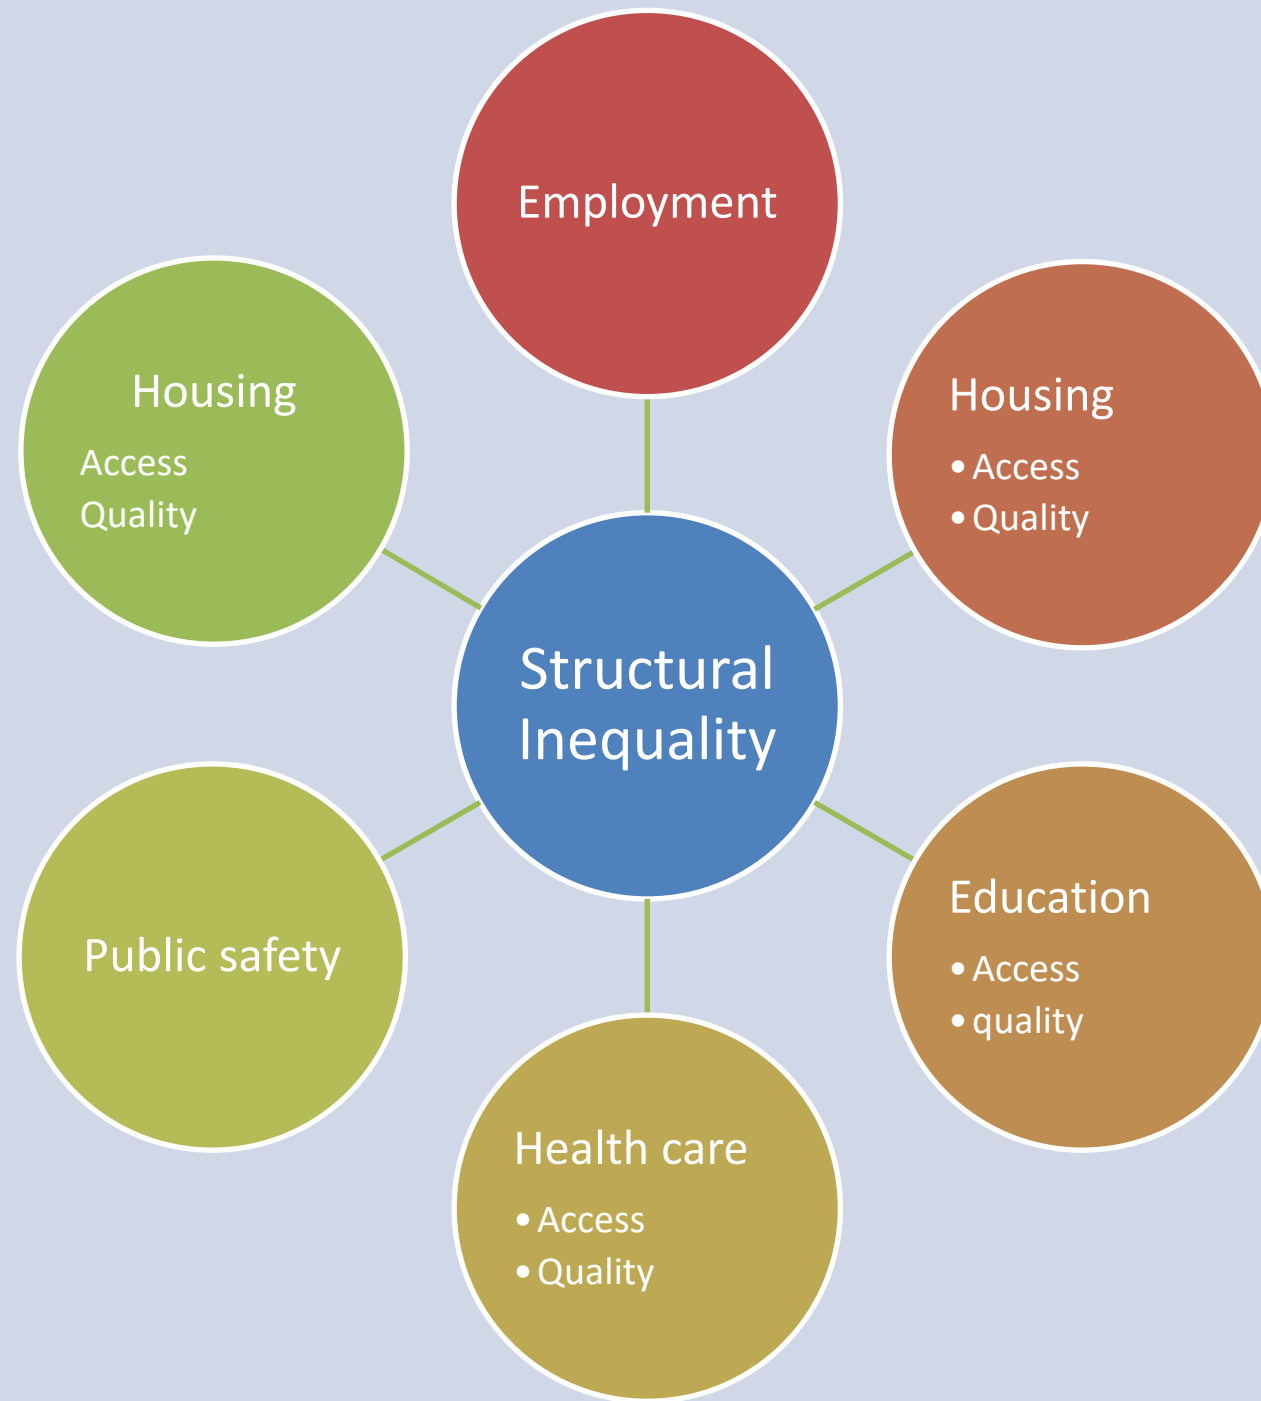 Employment
Housing
• Access
• Quality
Housing
Access
Quality
Structural
Inequality
Education
• Access
• quality
Public safety
Health care
• Access
• Quality